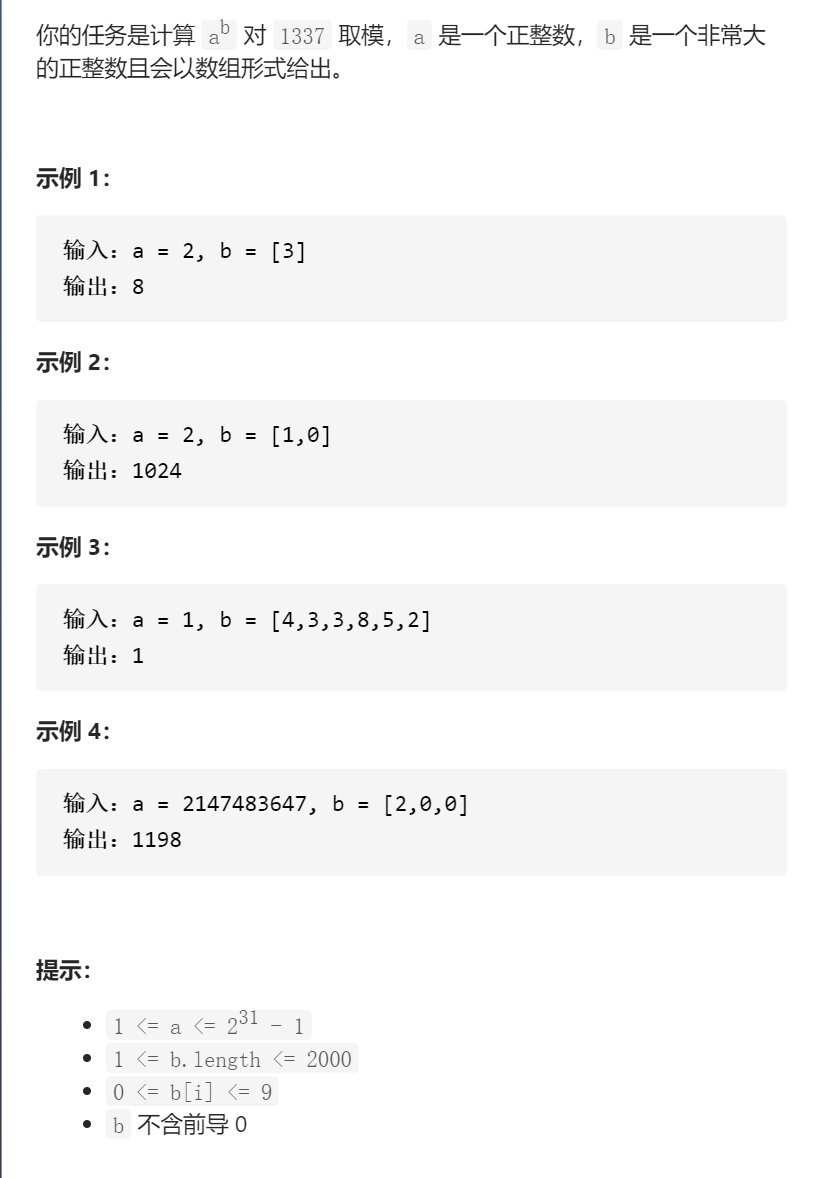 你的任务是计算 a^b 对 1337 取模，a 是一个正整数，b 是一个非常大
的正整数且会以数组形式给出。
示例 1：
输入：a = 2, b = [3]
输出：8
示例 2：
输入：a = 2, b = [1,0]
输出：1024
示例 3：
输入：a = 1, b = [4,3,3,8,5,2]
输出：1
示例 4：
输入：a = 2147483647, b = [2,0,0]
输出：1198
提示：
1 <= a <= 2^31 - 1
1 <= b.length <= 2000
0 <= b[i] <= 9
b 不含前导 0